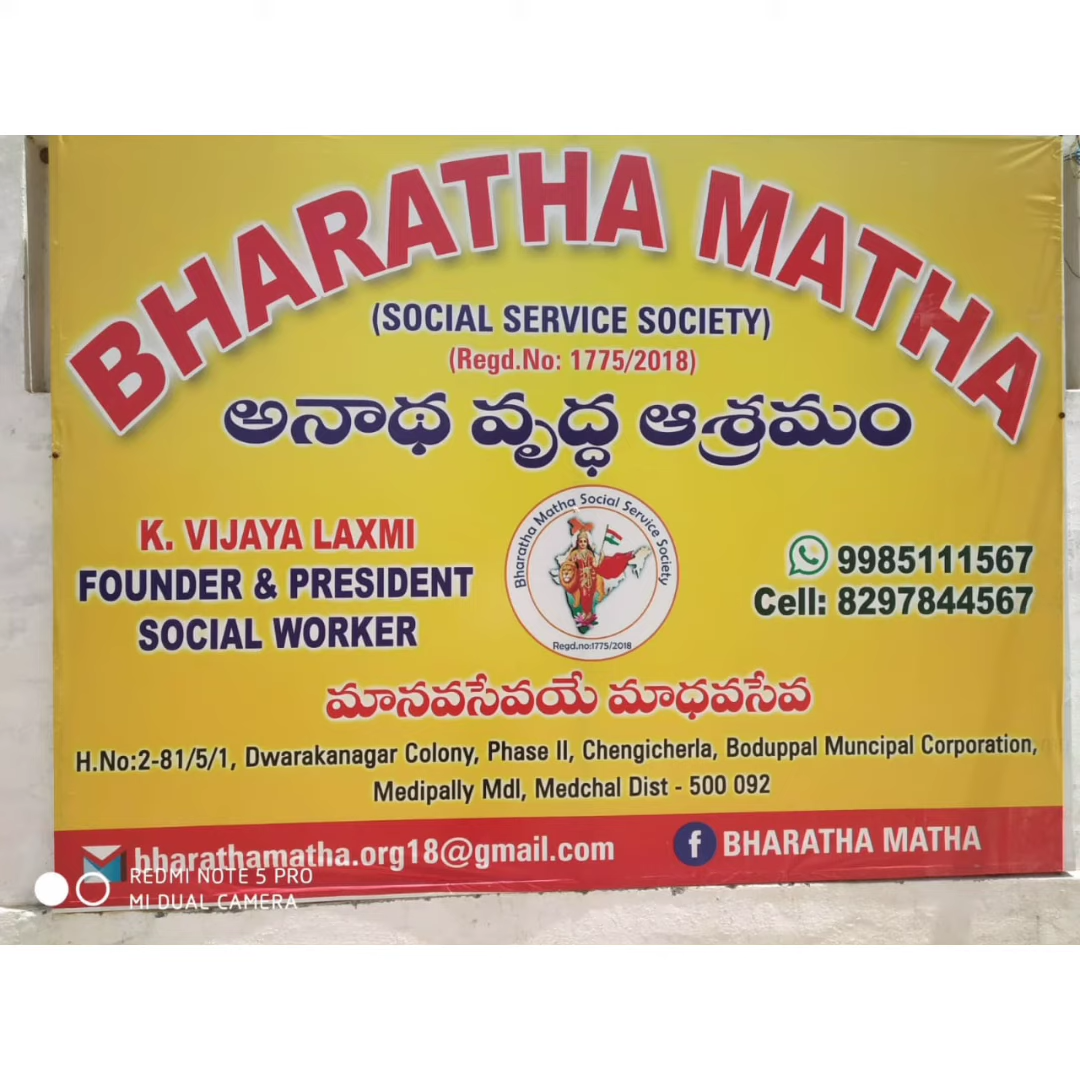 BHARATHA MATHA
(SOCIAL SERVICE SOCIETY)
(Regd.No: 1775/2018)
అనాథ వృద్ధ ఆశ్రమం
K. VIJAYA LAXMI
FOUNDER & PRESIDENT
SOCIAL WORKER
Bharatha Matha Social Service Society
Regd.no:1775/2018
9985111567
Cell: 8297844567
మానవసేవయే మాధవసేవ
H.No:2-81/5/1, Dwarakanagar Colony, Phase II, Chengicherla, Boduppal Muncipal Corporation,
Medipally Mdl, Medchal Dist - 500 092
bharathamatha.org18@gmail.com
BHARATHA MATHA
REDMI NOTE 5 PRO
MI DUAL CAMERA